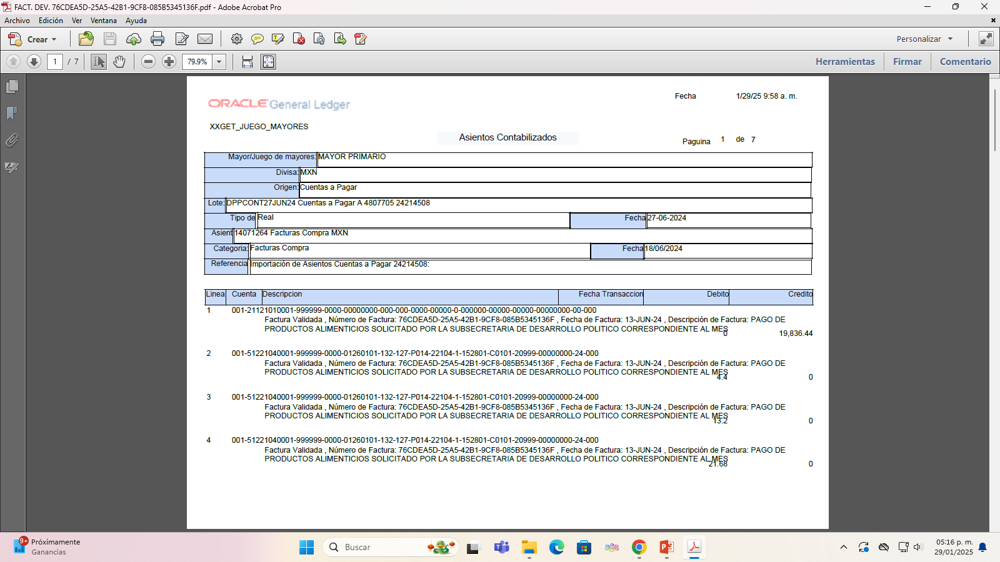 FACT. DEV. 76CDEA5D-25A5-42B1-9CF8-085B5345136F.pdf - Adobe Acrobat Pro
Archivo Edición Ver Ventana Ayuda
Crear Personalizar
1 / 7 79.9% Herramientas Firmar Comentario
ORACLE General Ledger
Fecha 1/29/25 9:58 a. m.
XXGET_JUEGO_MAYORES
Asientos Contabilizados
Paguina 1 de 7
Mayor/Juego de mayores: MAYOR PRIMARIO
Divisa: MXN
Origen: Cuentas a Pagar
Lote: DPPCONT27JUN24 Cuentas a Pagar A 4807705 24214508
Tipo de Real Fecha 27-06-2024
Asient 14071264 Facturas Compra MXN
Categoria: Facturas Compra Fecha 18/06/2024
Referencia Importación de Asientos Cuentas a Pagar 24214508:
Linea Cuenta Descripcion Fecha Transaccion Debito Credito
1 001-21121010001-999999-0000-00000000-000-000-0000-00000-0-000000-00000-00000-00000000-00-000
Factura Validada , Número de Factura: 76CDEA5D-25A5-42B1-9CF8-085B5345136F , Fecha de Factura: 13-JUN-24 , Descripción de Factura: PAGO DE
PRODUCTOS ALIMENTICIOS SOLICITADO POR LA SUBSECRETARIA DE DESARROLLO POLITICO CORRESPONDIENTE AL MES
0 19,836.44
2 001-51221040001-999999-0000-01260101-132-127-P014-22104-1-152801-C0101-20999-00000000-24-000
Factura Validada , Número de Factura: 76CDEA5D-25A5-42B1-9CF8-085B5345136F , Fecha de Factura: 13-JUN-24 , Descripción de Factura: PAGO DE
PRODUCTOS ALIMENTICIOS SOLICITADO POR LA SUBSECRETARIA DE DESARROLLO POLITICO CORRESPONDIENTE AL MES
4.4 0
3 001-51221040001-999999-0000-01260101-132-127-P014-22104-1-152801-C0101-20999-00000000-24-000
Factura Validada , Número de Factura: 76CDEA5D-25A5-42B1-9CF8-085B5345136F , Fecha de Factura: 13-JUN-24 , Descripción de Factura: PAGO DE
PRODUCTOS ALIMENTICIOS SOLICITADO POR LA SUBSECRETARIA DE DESARROLLO POLITICO CORRESPONDIENTE AL MES
13.2 0
4 001-51221040001-999999-0000-01260101-132-127-P014-22104-1-152801-C0101-20999-00000000-24-000
Factura Validada , Número de Factura: 76CDEA5D-25A5-42B1-9CF8-085B5345136F , Fecha de Factura: 13-JUN-24 , Descripción de Factura: PAGO DE
PRODUCTOS ALIMENTICIOS SOLICITADO POR LA SUBSECRETARIA DE DESARROLLO POLITICO CORRESPONDIENTE AL MES
21.68 0
9+ Próximamente
Ganancias
Buscar
05:16 p. m.
29/01/2025